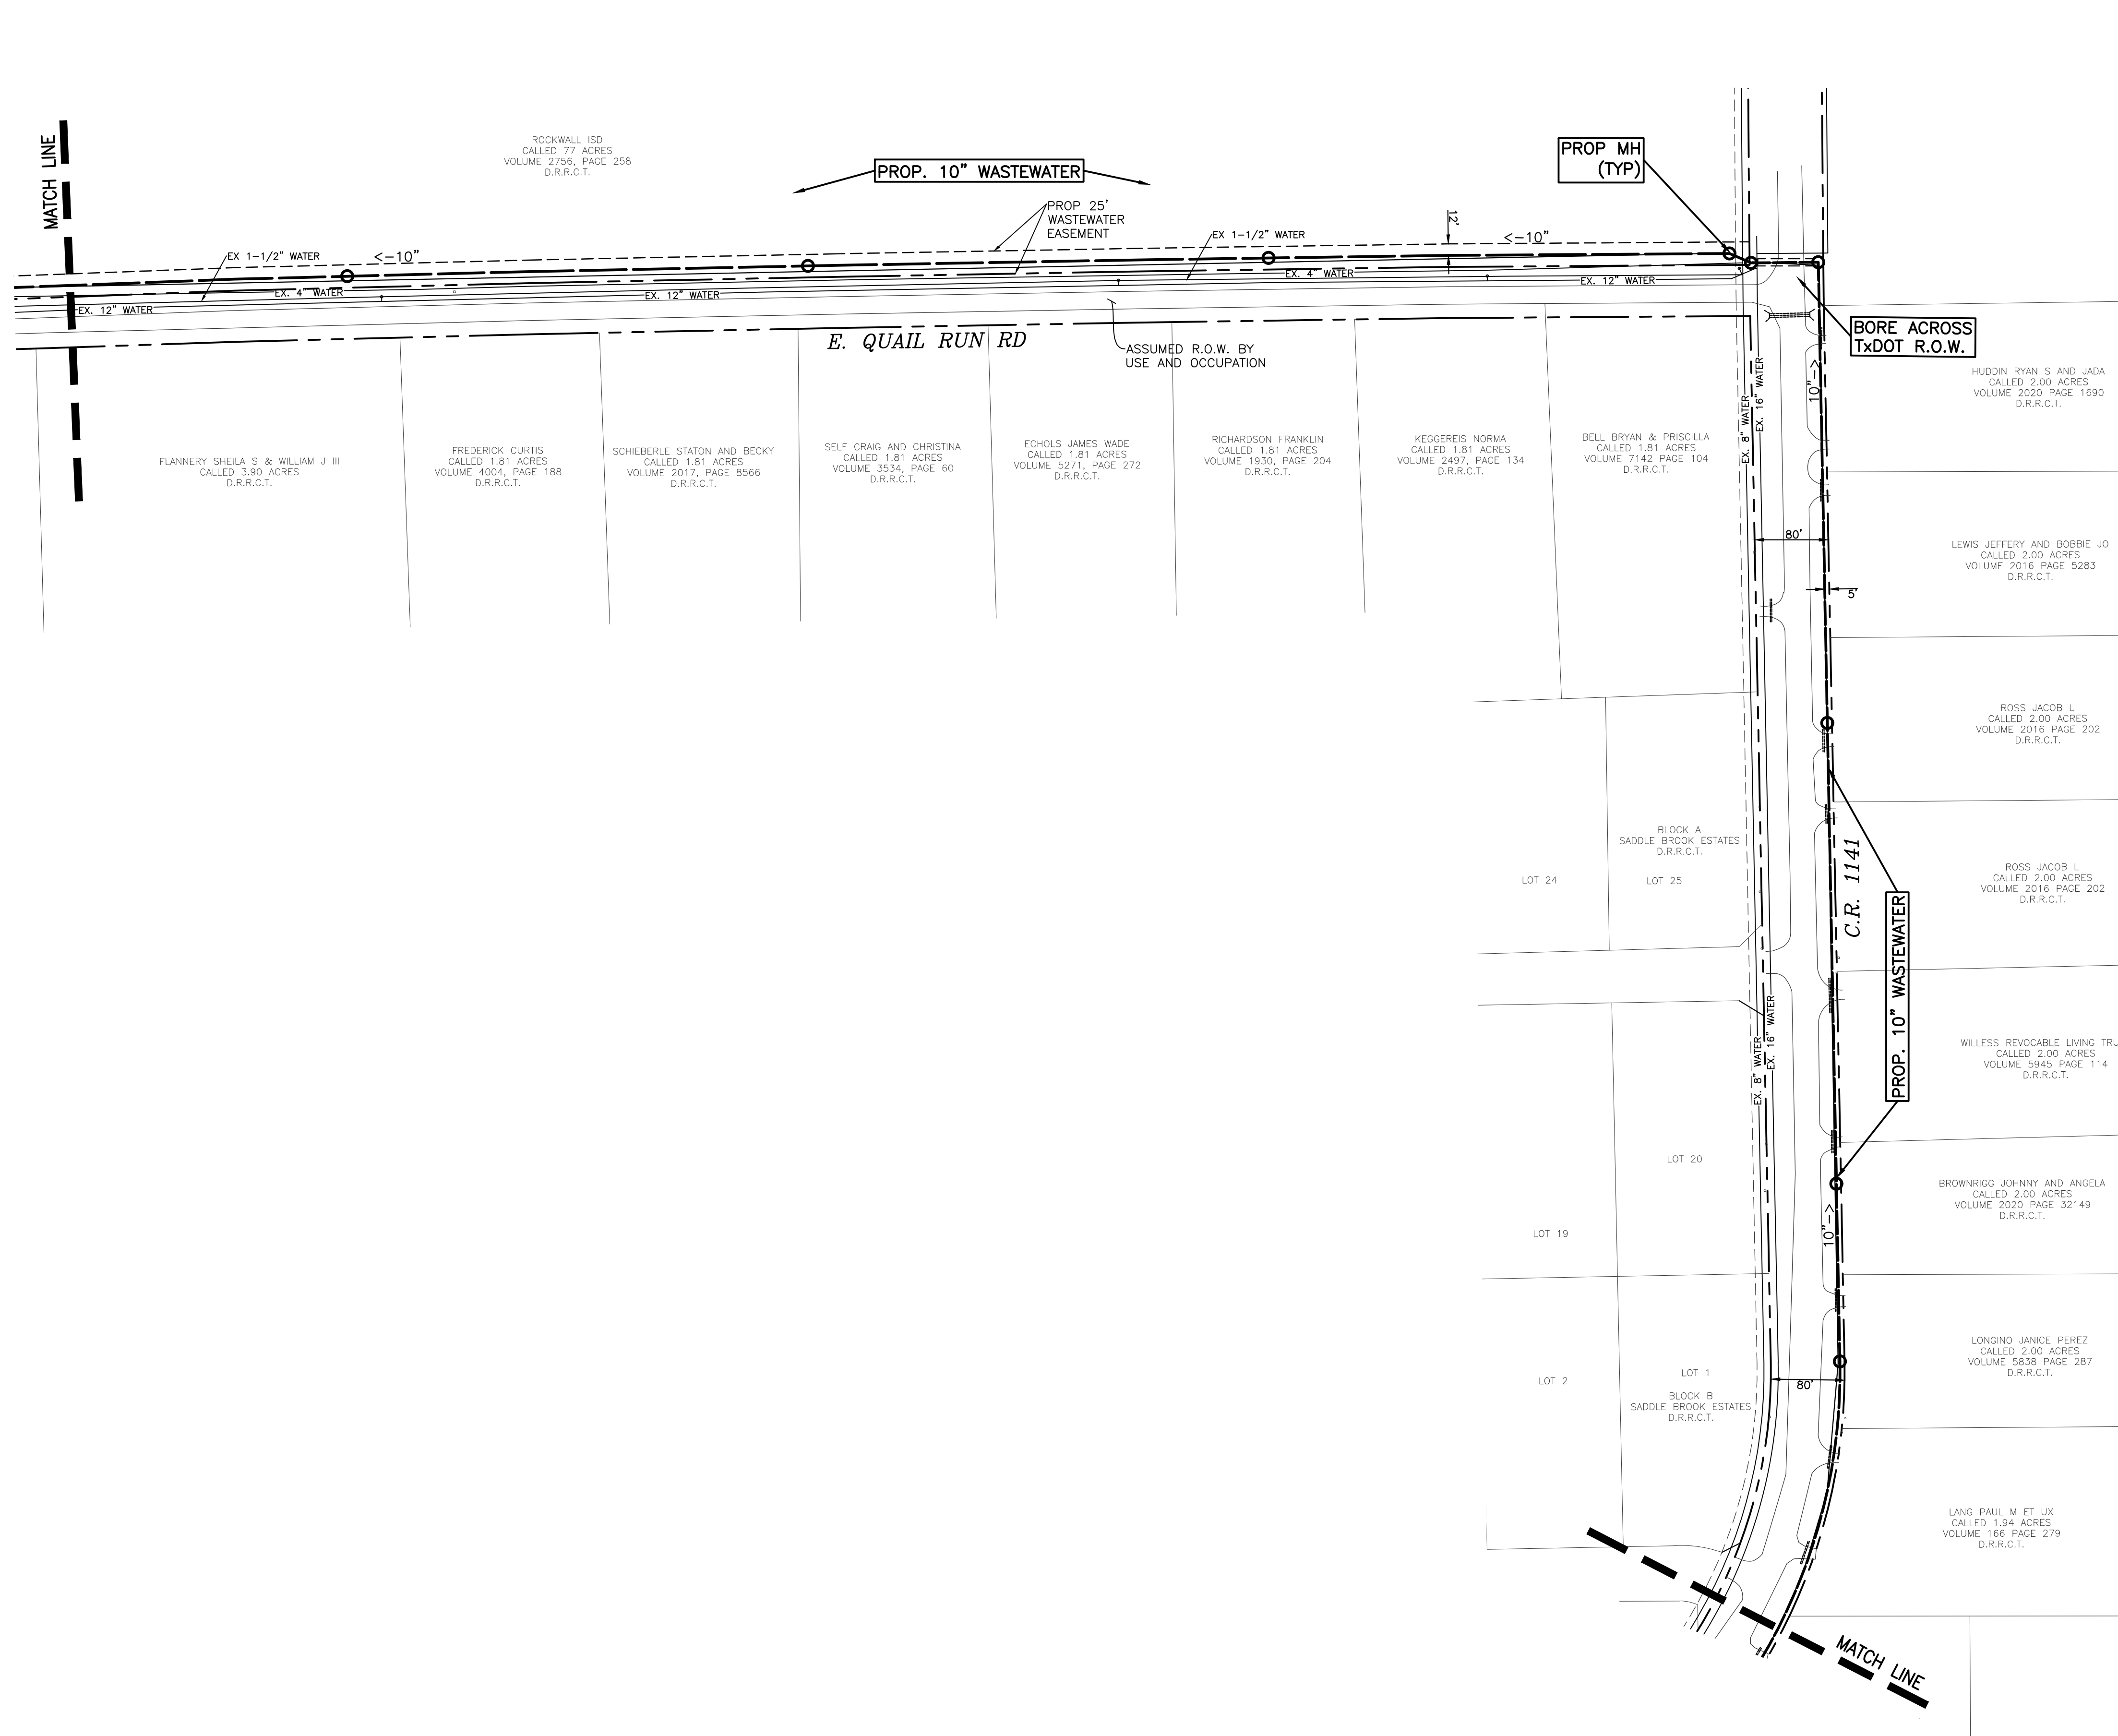 MATCH LINE
ROCKWALL ISD
CALLED 77 ACRES
VOLUME 2756, PAGE 258
D.R.R.C.T.
PROP. 10" WASTEWATER
PROP MH
(TYP)
PROP 25'
WASTEWATER
EASEMENT
12'
EX 1-1/2" WATER
<-10"
EX 1-1/2" WATER
<-10"
EX. 4" WATER
EX. 12" WATER
EX. 12" WATER
EX. 4" WATER
EX. 12" WATER
E. QUAIL RUN RD
ASSUMED R.O.W. BY
USE AND OCCUPATION
BORE ACROSS
TxDOT R.O.W.
FLANNERY SHEILA S & WILLIAM J III
CALLED 3.90 ACRES
D.R.R.C.T.
FREDERICK CURTIS
CALLED 1.81 ACRES
VOLUME 4004, PAGE 188
D.R.R.C.T.
SCHIEBERLE STATON AND BECKY
CALLED 1.81 ACRES
VOLUME 2017, PAGE 8566
D.R.R.C.T.
SELF CRAIG AND CHRISTINA
CALLED 1.81 ACRES
VOLUME 3534, PAGE 60
D.R.R.C.T.
ECHOLS JAMES WADE
CALLED 1.81 ACRES
VOLUME 5271, PAGE 272
D.R.R.C.T.
RICHARDSON FRANKLIN
CALLED 1.81 ACRES
VOLUME 1930, PAGE 204
D.R.R.C.T.
KEGGEREIS NORMA
CALLED 1.81 ACRES
VOLUME 2497, PAGE 134
D.R.R.C.T.
BELL BRYAN & PRISCILLA
CALLED 1.81 ACRES
VOLUME 7142 PAGE 104
D.R.R.C.T.
EX. 8" WATER
EX. 16" WATER
10"->
HUDDIN RYAN S AND JADA
CALLED 2.00 ACRES
VOLUME 2020 PAGE 1690
D.R.R.C.T.
80'
LEWIS JEFFERY AND BOBBIE JO
CALLED 2.00 ACRES
VOLUME 2016 PAGE 5283
D.R.R.C.T.
5'
ROSS JACOB L
CALLED 2.00 ACRES
VOLUME 2016 PAGE 202
D.R.R.C.T.
BLOCK A
SADDLE BROOK ESTATES
D.R.R.C.T.
LOT 24
LOT 25
C.R. 1141
ROSS JACOB L
CALLED 2.00 ACRES
VOLUME 2016 PAGE 202
D.R.R.C.T.
PROP. 10" WASTEWATER
EX. 8" WATER
EX. 16" WATER
WILLESS REVOCABLE LIVING TRU
CALLED 2.00 ACRES
VOLUME 5945 PAGE 114
D.R.R.C.T.
LOT 20
LOT 19
10"->
BROWNRIGG JOHNNY AND ANGELA
CALLED 2.00 ACRES
VOLUME 2020 PAGE 32149
D.R.R.C.T.
LONGINO JANICE PEREZ
CALLED 2.00 ACRES
VOLUME 5838 PAGE 287
D.R.R.C.T.
LOT 2
LOT 1
80'
BLOCK B
SADDLE BROOK ESTATES
D.R.R.C.T.
LANG PAUL M ET UX
CALLED 1.94 ACRES
VOLUME 166 PAGE 279
D.R.R.C.T.
MATCH LINE